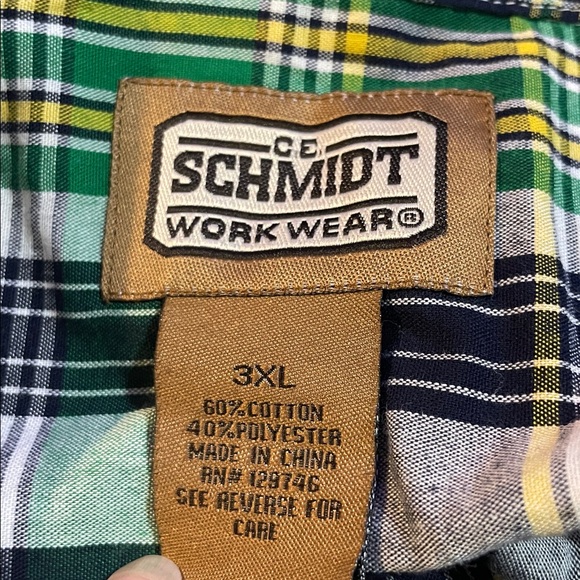 C.E.
SCHMIDT
WORK WEAR®
3XL
60%COTTON
40%POLYESTER
MADE IN CHINA
RN# 129746
SEE REVERSE FOR
CARE